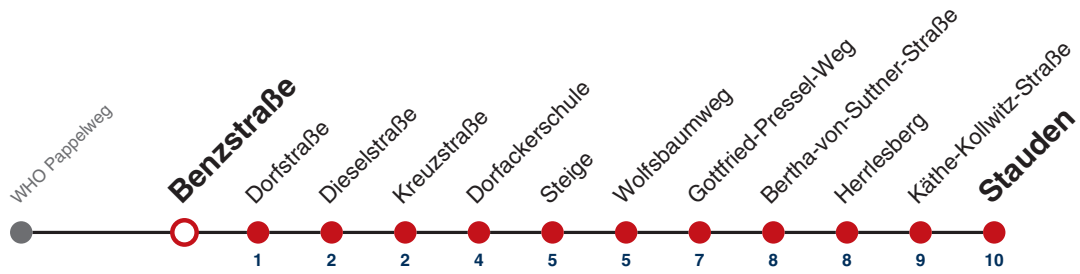 WHO Pappelweg
Benzstraße
Dorfstraße
Dieselstraße
Kreuzstraße
Dorfackerschule
Steige
Wolfsbaumweg
Gottfried-Pressel-Weg
Bertha-von-Suttner-Straße
Herrlesberg
Käthe-Kollwitz-Straße
Stauden
1 2 2 4 5 5 7 8 8 9 10